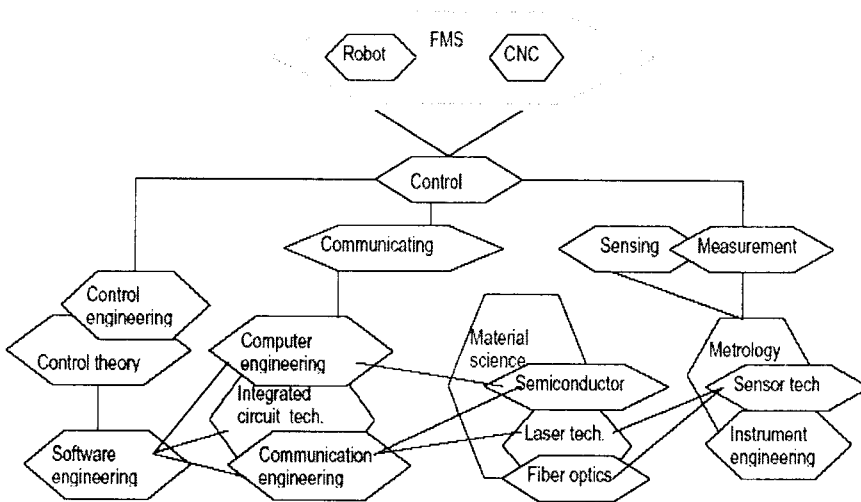 FMS
Robot
CNC
Control
Communicating
Sensing
Measurement
Control
engineering
Control theory
Computer
engineering
Material
science
Metrology
Semiconductor
Sensor tech
Integrated
circuit tech.
Laser tech.
Instrument
engineering
Software
engineering
Communication
engineering
Fiber optics